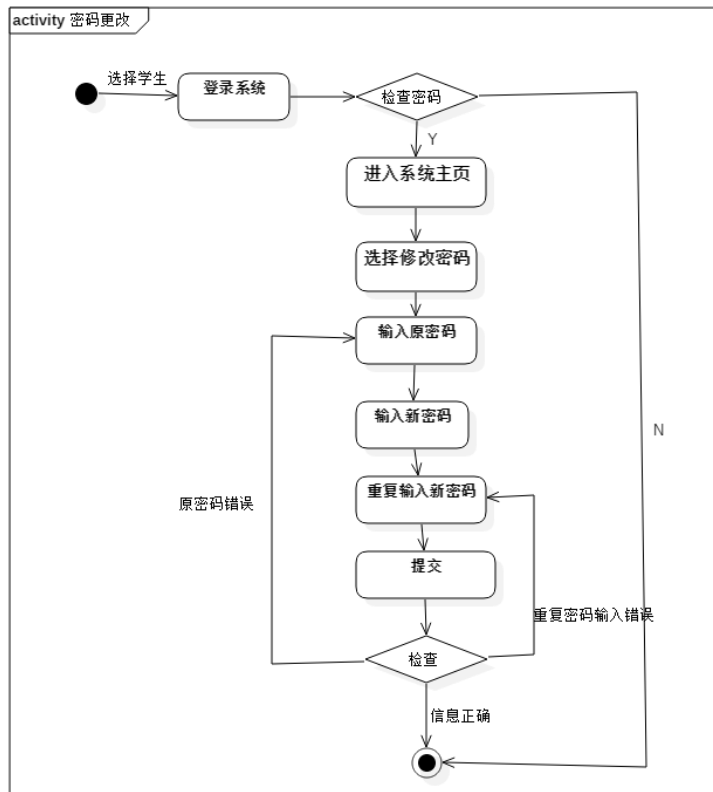 activity 密码更改
选择学生
登录系统
检查密码
Y
进入系统主页
选择修改密码
输入原密码
输入新密码
N
重复输入新密码
原密码错误
提交
重复密码输入错误
检查
信息正确